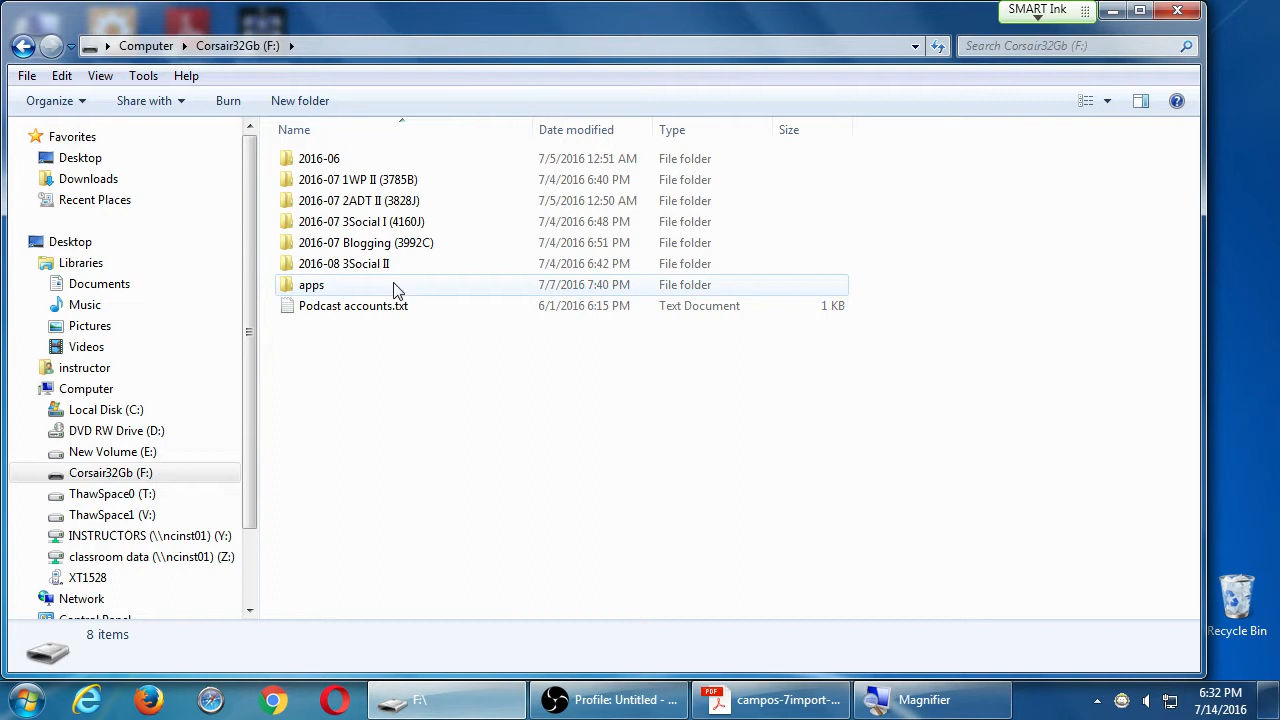 SMART Ink
Computer Corsair32Gb (F:)
Search Corsair32Gb (F:)
File Edit View Tools Help
Organize Share with Burn New folder
Name Date modified Type Size
Favorites
Desktop
Downloads
Recent Places
Desktop
Libraries
Documents
Music
Pictures
Videos
instructor
Computer
Local Disk (C:)
DVD RW Drive (D:)
New Volume (E:)
Corsair32Gb (F:)
ThawSpace0 (T:)
ThawSpace1 (V:)
INSTRUCTORS (\\ncinst01) (Y:)
classroom data (\\ncinst01) (Z:)
XT1528
Network
Control Panel
2016-06 7/5/2016 12:51 AM File folder
2016-07 1WP II (3785B) 7/4/2016 6:40 PM File folder
2016-07 2ADT II (3828J) 7/5/2016 12:50 AM File folder
2016-07 3Social I (4160J) 7/4/2016 6:48 PM File folder
2016-07 Blogging (3992C) 7/4/2016 6:51 PM File folder
2016-08 3Social II 7/4/2016 6:42 PM File folder
apps 7/7/2016 7:40 PM File folder
Podcast accounts.txt 6/1/2016 6:15 PM Text Document 1 KB
8 items
Recycle Bin
F:\
Profile: Untitled - ...
PDF
campos-7import-...
Magnifier
6:32 PM
7/14/2016